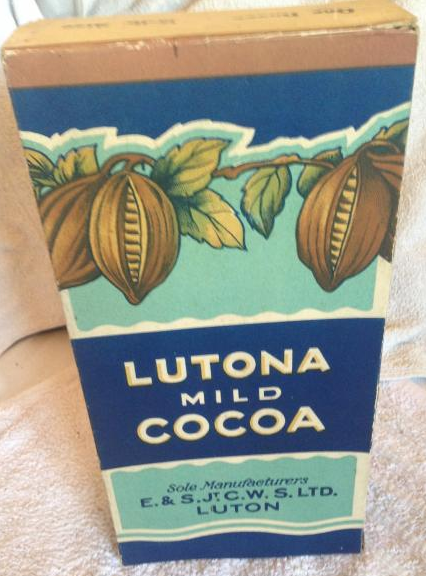 LUTONA
MILD
COCOA
Sole Manufacturers
E. & S. JT. C. W. S. LTD.
LUTON